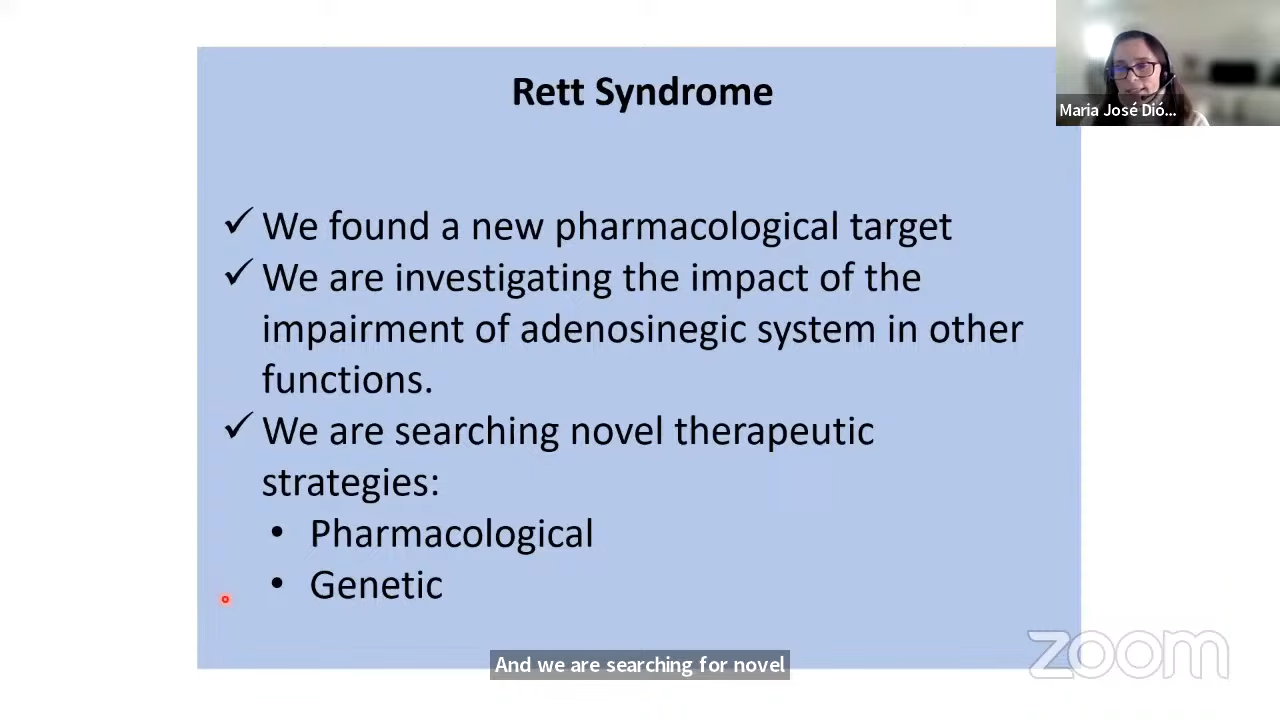 Rett Syndrome
Maria José Dió...
✓ We found a new pharmacological target
✓ We are investigating the impact of the
impairment of adenosinegic system in other
functions.
✓ We are searching novel therapeutic
strategies:
• Pharmacological
• Genetic
zoom
And we are searching for novel